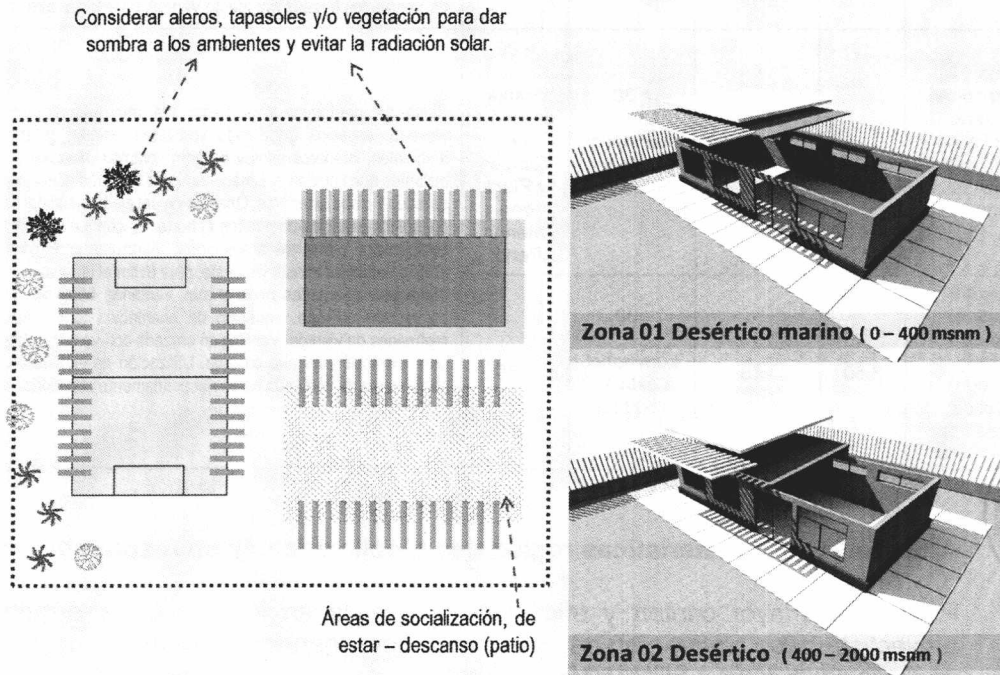 Considerar aleros, tapasoles y/o vegetación para dar
sombra a los ambientes y evitar la radiación solar.
Zona 01 Desértico marino ( 0 – 400 msnm )
Áreas de socialización, de
estar – descanso (patio)
Zona 02 Desértico ( 400 – 2000 msnm )